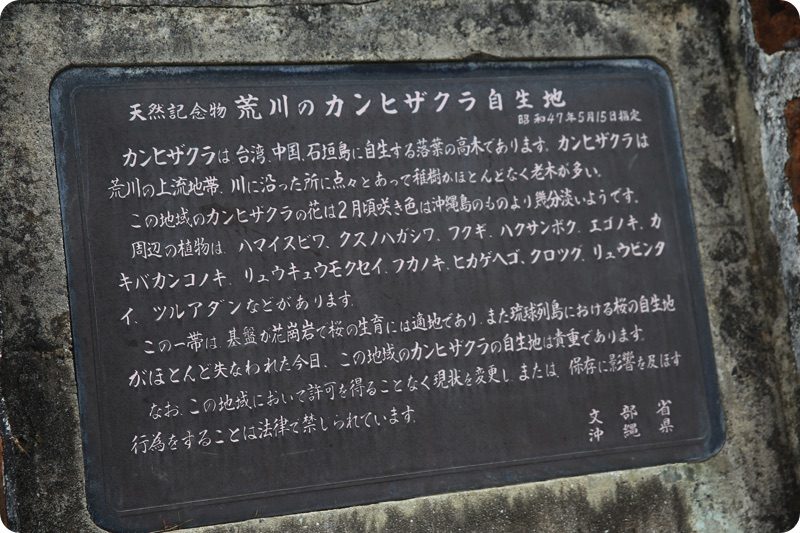 天然記念物 荒川のカンヒザクラ自生地
昭和47年5月15日指定
カンヒザクラは台湾、中国、石垣島に自生する落葉の高木であります。カンヒザクラは
荒川の上流地帯、川に沿った所に点々とあって稚樹がほとんどなく老木が多い。
この地域のカンヒザクラの花は2月頃咲き色は沖縄島のものより幾分淡いようです。
周辺の植物は、ハマイスビワ、クスノハガシワ、フクギ、ハクサンボク、エゴノキ、カ
キバカンコノキ、リュウキュウモクセイ、フカノキ、ヒカゲヘゴ、クロツグ、リュウビンタ
イ、ツルアダンなどがあります。
この一帯は、基盤が花崗岩で桜の生育には適地であり、また琉球列島における桜の自生地
がほとんど失なわれた今日、この地域のカンヒザクラの自生地は貴重であります。
なお、この地域において許可を得ることなく現状を変更し、または、保存に影響を及ぼす
行為をすることは法律で禁しられています。
文部省
沖縄県